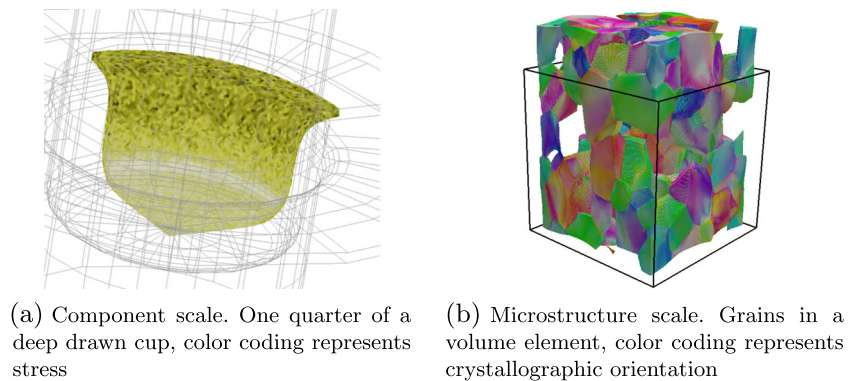 (a) Component scale. One quarter of a
deep drawn cup, color coding represents
stress
(b) Microstructure scale. Grains in a
volume element, color coding represents
crystallographic orientation